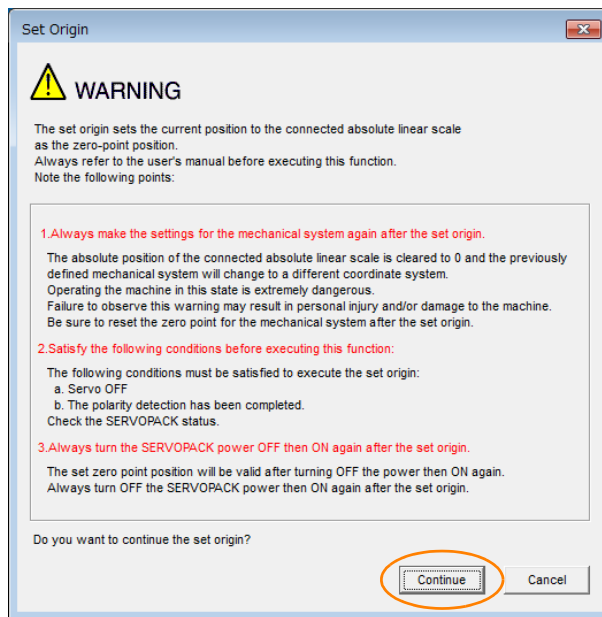 Set Origin
WARNING
The set origin sets the current position to the connected absolute linear scale
as the zero-point position.
Always refer to the user's manual before executing this function.
Note the following points:
1.Always make the settings for the mechanical system again after the set origin.
The absolute position of the connected absolute linear scale is cleared to 0 and the previously
defined mechanical system will change to a different coordinate system.
Operating the machine in this state is extremely dangerous.
Failure to observe this warning may result in personal injury and/or damage to the machine.
Be sure to reset the zero point for the mechanical system after the set origin.
2.Satisfy the following conditions before executing this function:
The following conditions must be satisfied to execute the set origin:
a. Servo OFF
b. The polarity detection has been completed.
Check the SERVOPACK status.
3.Always turn the SERVOPACK power OFF then ON again after the set origin.
The set zero point position will be valid after turning OFF the power then ON again.
Always turn OFF the SERVOPACK power then ON again after the set origin.
Do you want to continue the set origin?
Continue Cancel